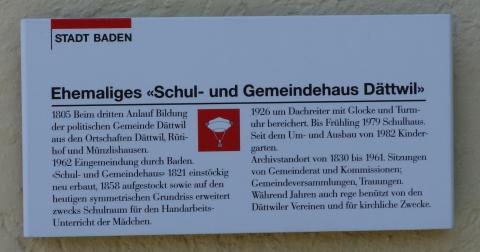 STADT BADEN
Ehemaliges «Schul- und Gemeindehaus Dättwil»
1805 Beim dritten Anlauf Bildung
der politischen Gemeinde Dättwil
aus den Ortschaften Dättwil, Rüti-
hof und Münzlishausen.
1962 Eingemeindung durch Baden.
«Schul- und Gemeindehaus» 1821 einstöckig
neu erbaut, 1858 aufgestockt sowie auf den
heutigen symmetrischen Grundriss erweitert
zwecks Schulraum für den Handarbeits-
Unterricht der Mädchen.
1926 um Dachreiter mit Glocke und Turm-
uhr bereichert. Bis Frühling 1979 Schulhaus.
Seit dem Um- und Ausbau von 1982 Kinder-
garten.
Archivstandort von 1830 bis 1961. Sitzungen
von Gemeinderat und Kommissionen;
Gemeindeversammlungen, Trauungen.
Während Jahren auch rege benützt von den
Dättwiler Vereinen und für kirchliche Zwecke.